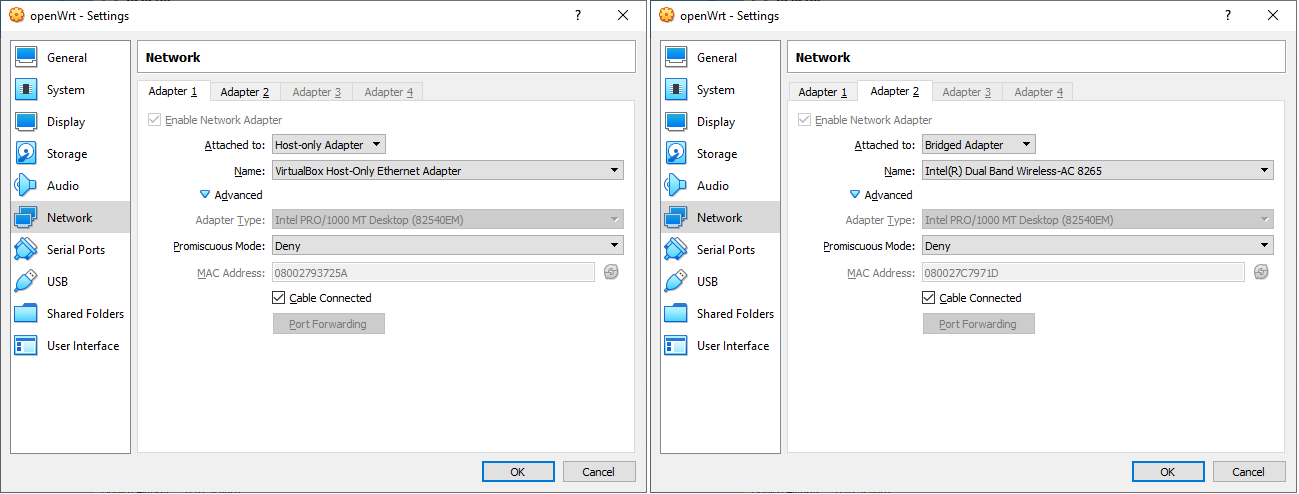 openWrt - Settings
?
General
System
Display
Storage
Audio
Network
Serial Ports
USB
Shared Folders
User Interface
Network
Adapter 1 Adapter 2 Adapter 3 Adapter 4
Enable Network Adapter
Attached to: Host-only Adapter
Name: VirtualBox Host-Only Ethernet Adapter
Advanced
Adapter Type: Intel PRO/1000 MT Desktop (82540EM)
Promiscuous Mode: Deny
MAC Address: 08002793725A
Cable Connected
Port Forwarding
OK Cancel
openWrt - Settings
?
General
System
Display
Storage
Audio
Network
Serial Ports
USB
Shared Folders
User Interface
Network
Adapter 1 Adapter 2 Adapter 3 Adapter 4
Enable Network Adapter
Attached to: Bridged Adapter
Name: Intel(R) Dual Band Wireless-AC 8265
Advanced
Adapter Type: Intel PRO/1000 MT Desktop (82540EM)
Promiscuous Mode: Deny
MAC Address: 080027C7971D
Cable Connected
Port Forwarding
OK Cancel